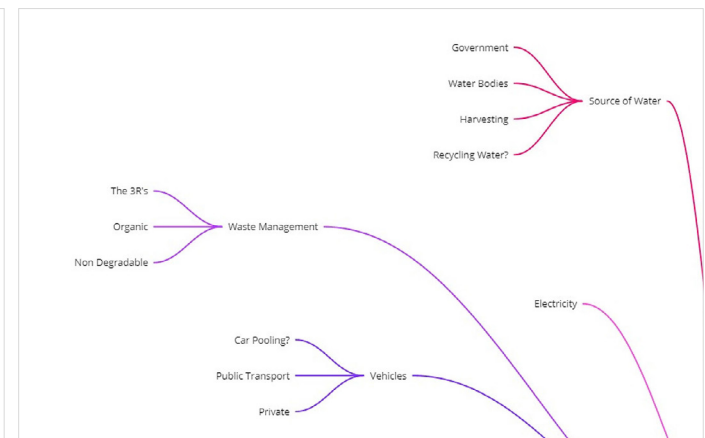 Government
Water Bodies
Source of Water
Harvesting
Recycling Water?
The 3R's
Organic
Waste Management
Non Degradable
Electricity
Car Pooling?
Public Transport
Vehicles
Private